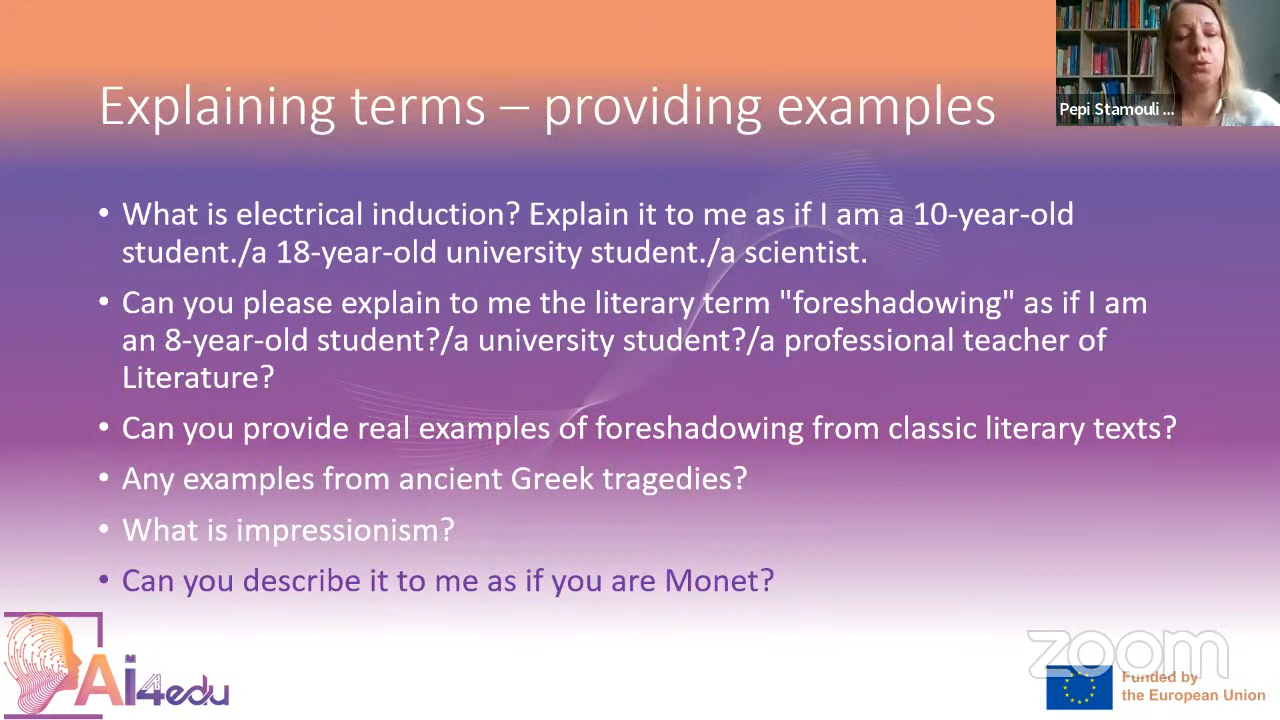 Explaining terms – providing examples
Pepi Stamouli ...
• What is electrical induction? Explain it to me as if I am a 10-year-old
student./a 18-year-old university student./a scientist.
• Can you please explain to me the literary term "foreshadowing" as if I am
an 8-year-old student?/a university student?/a professional teacher of
Literature?
• Can you provide real examples of foreshadowing from classic literary texts?
• Any examples from ancient Greek tragedies?
• What is impressionism?
• Can you describe it to me as if you are Monet?
Ai4edu
zoom
Funded by
the European Union